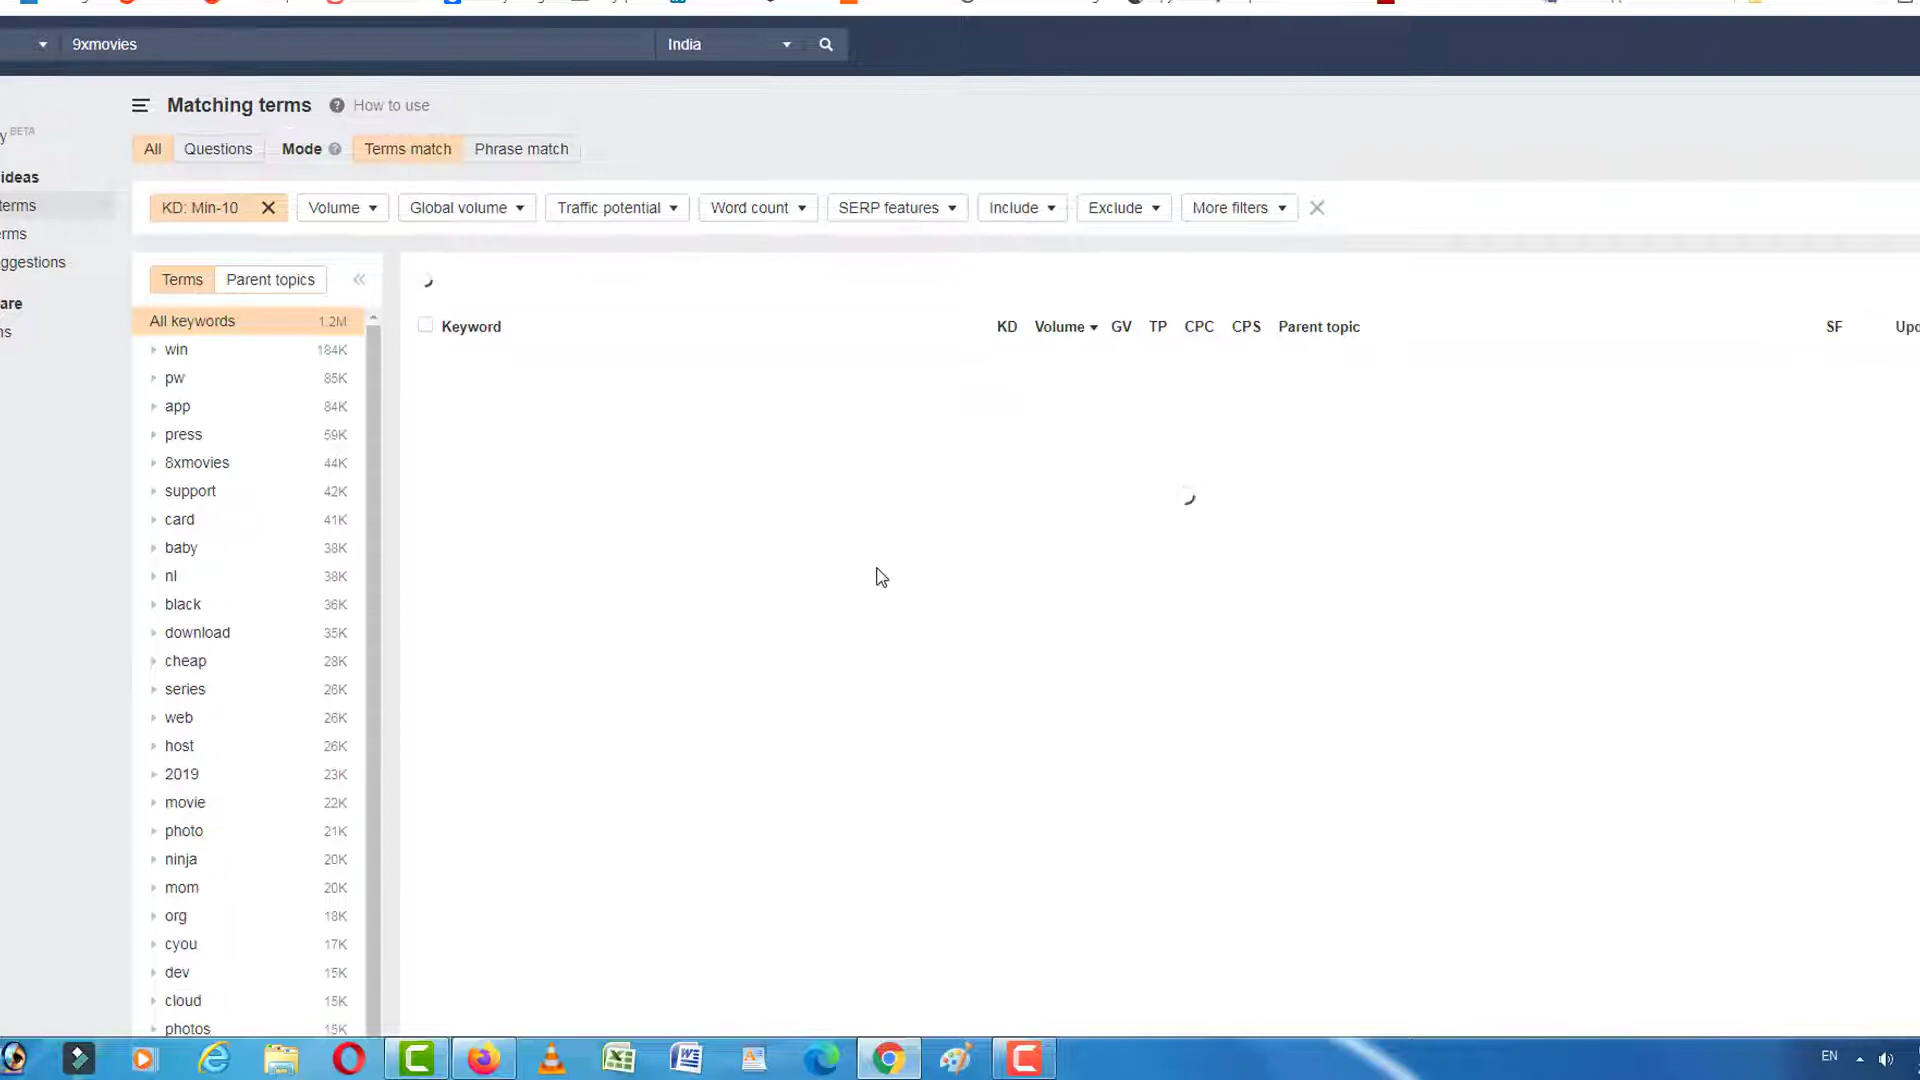 9xmovies
India
Matching terms
How to use
BETA
ideas
terms
All
Questions
Mode
Terms match
Phrase match
KD: Min-10
Volume
Global volume
Traffic potential
Word count
SERP features
Include
Exclude
More filters
Terms
Parent topics
Keyword
KD
Volume
GV
TP
CPC
CPS
Parent topic
SF
All keywords 1.2M
win 184K
pw 85K
app 84K
press 59K
8xmovies 44K
support 42K
card 41K
baby 38K
nl 38K
black 36K
download 35K
cheap 28K
series 26K
web 26K
host 26K
2019 23K
movie 22K
photo 21K
ninja 20K
mom 20K
org 18K
cyou 17K
dev 15K
cloud 15K
photos 15K
EN